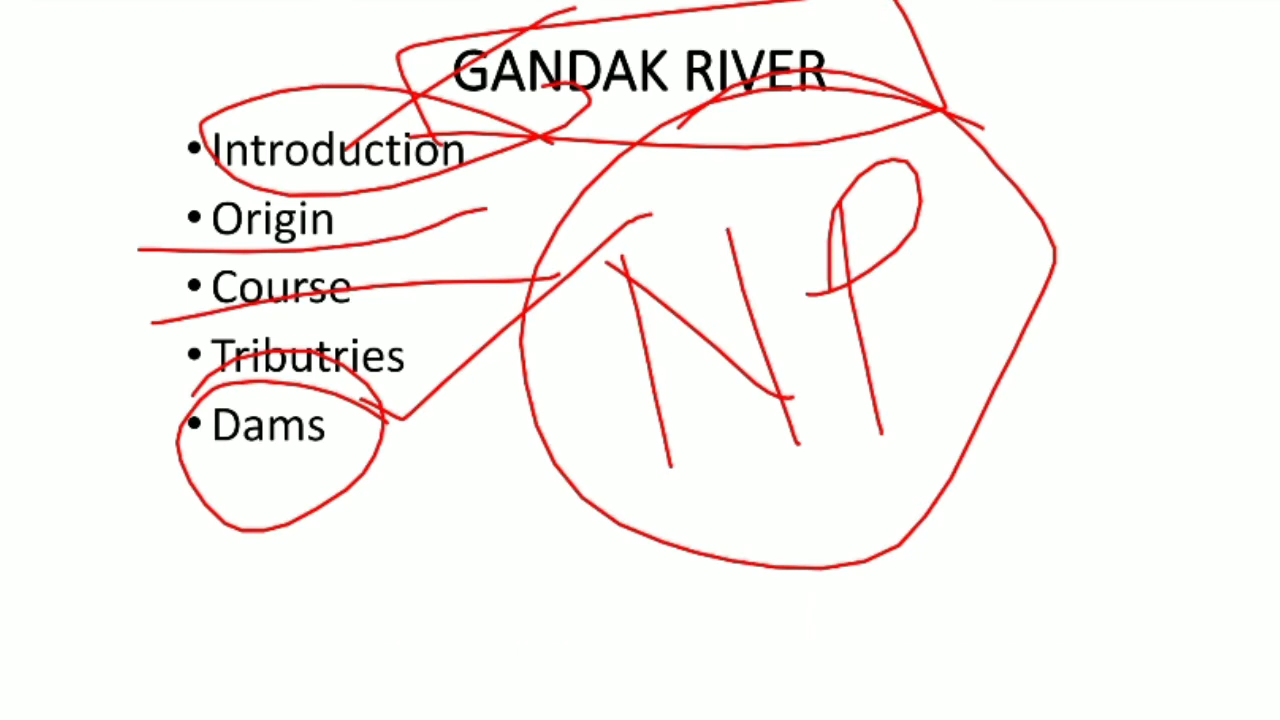 GANDAK RIVER
• Introduction
• Origin
• Course
• Tributries
• Dams
NP